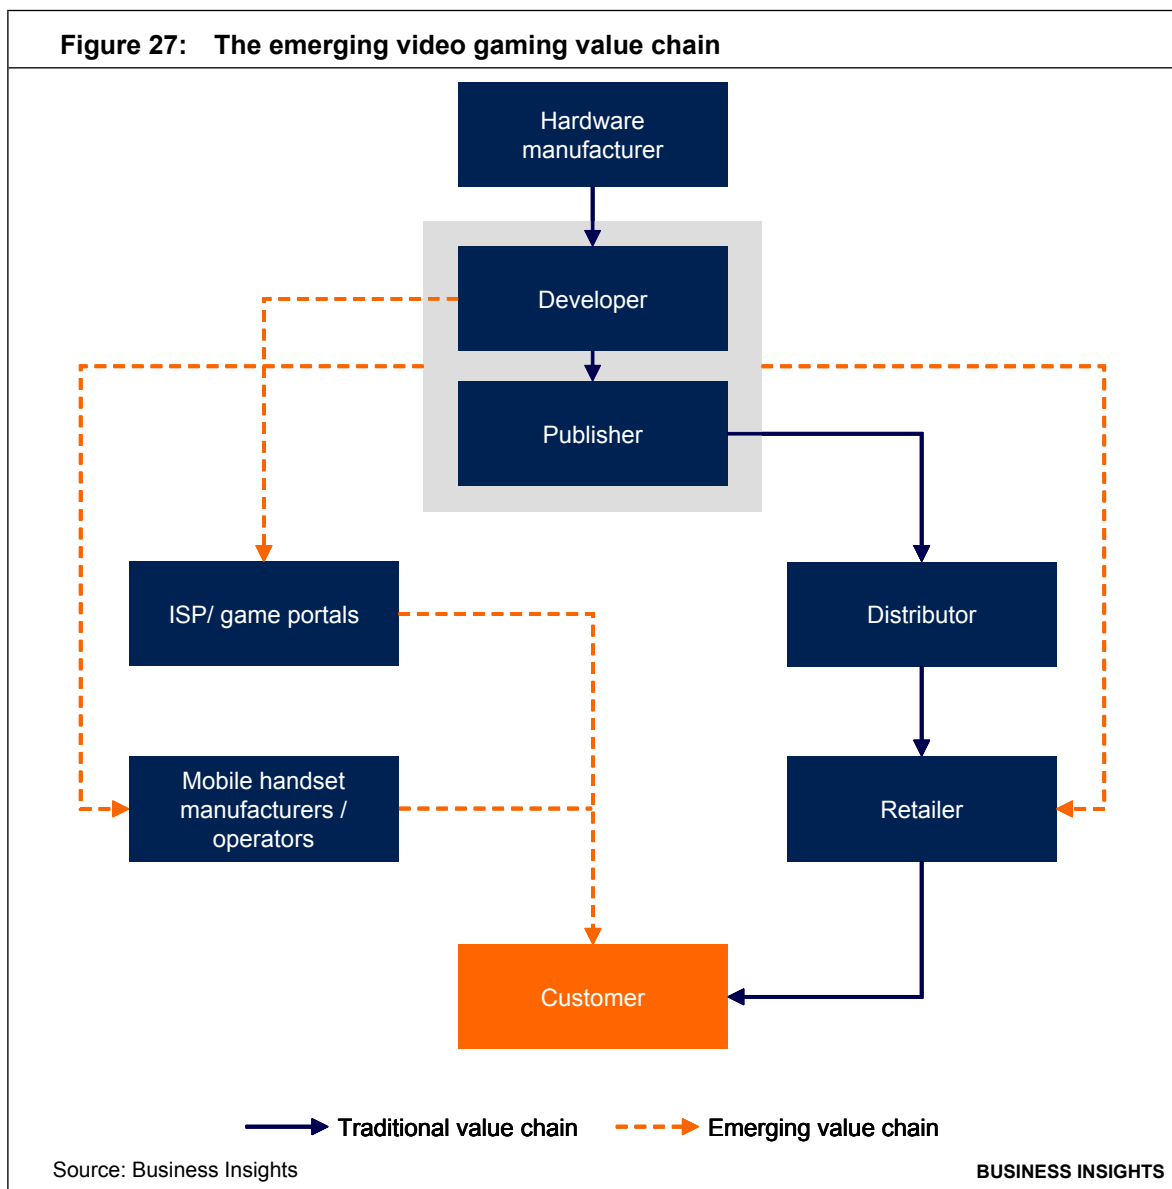 Figure 27: The emerging video gaming value chain
Hardware
manufacturer
Developer
Publisher
ISP/ game portals
Distributor
Mobile handset
manufacturers /
operators
Retailer
Customer
Traditional value chain
Emerging value chain
Source: Business Insights
BUSINESS INSIGHTS